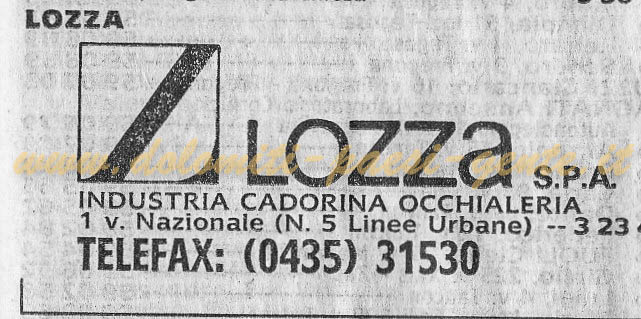 LOZZA
LOZZA S.P.A.
www.dolomiti-paesi-gente.it
INDUSTRIA CADORINA OCCHIALERIA
1 v. Nazionale (N. 5 Linee Urbane) -- 3 23
TELEFAX: (0435) 31530